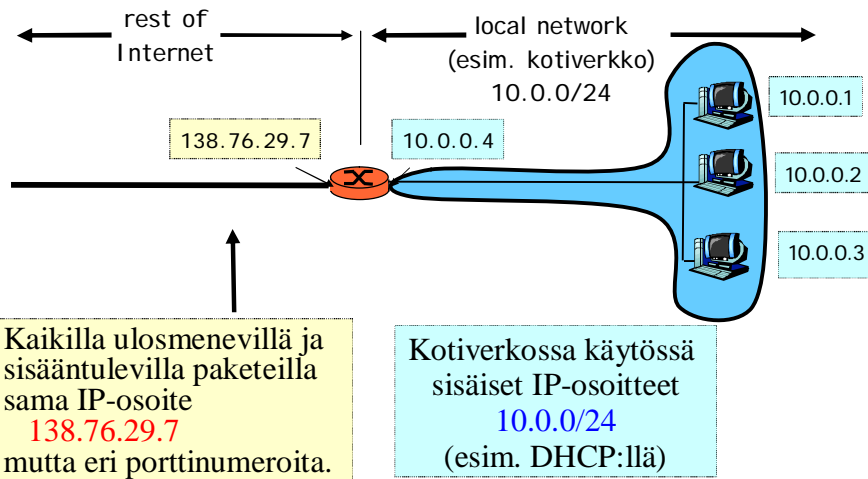 rest of
Internet
local network
(esim. kotiverkko)
10.0.0/24
10.0.0.1
138.76.29.7
10.0.0.4
10.0.0.2
10.0.0.3
Kaikilla ulosmenevillä ja
sisääntulevilla paketeilla
sama IP-osoite
138.76.29.7
mutta eri porttinumeroita.
Kotiverkossa käytössä
sisäiset IP-osoitteet
10.0.0/24
(esim. DHCP:llä)